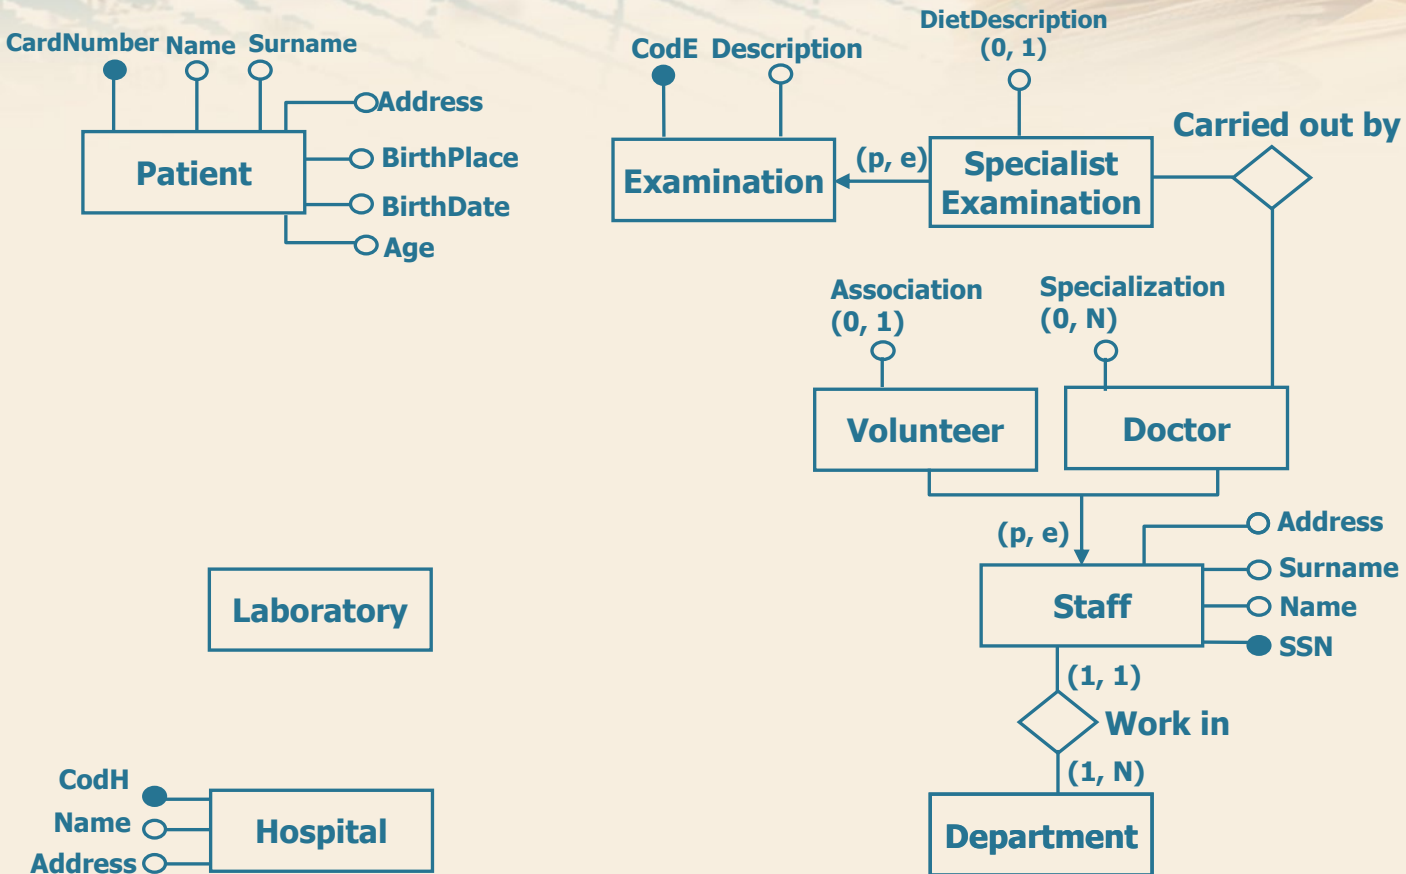 DietDescription
(0, 1)
CardNumber Name Surname
CodE Description
Address
Carried out by
Patient
BirthPlace
BirthDate
Age
Examination
(p, e)
Specialist
Examination
Association
(0, 1)
Specialization
(0, N)
Volunteer
Doctor
(p, e)
Address
Surname
Name
SSN
Staff
Laboratory
(1, 1)
Work in
(1, N)
CodH
Name
Address
Hospital
Department